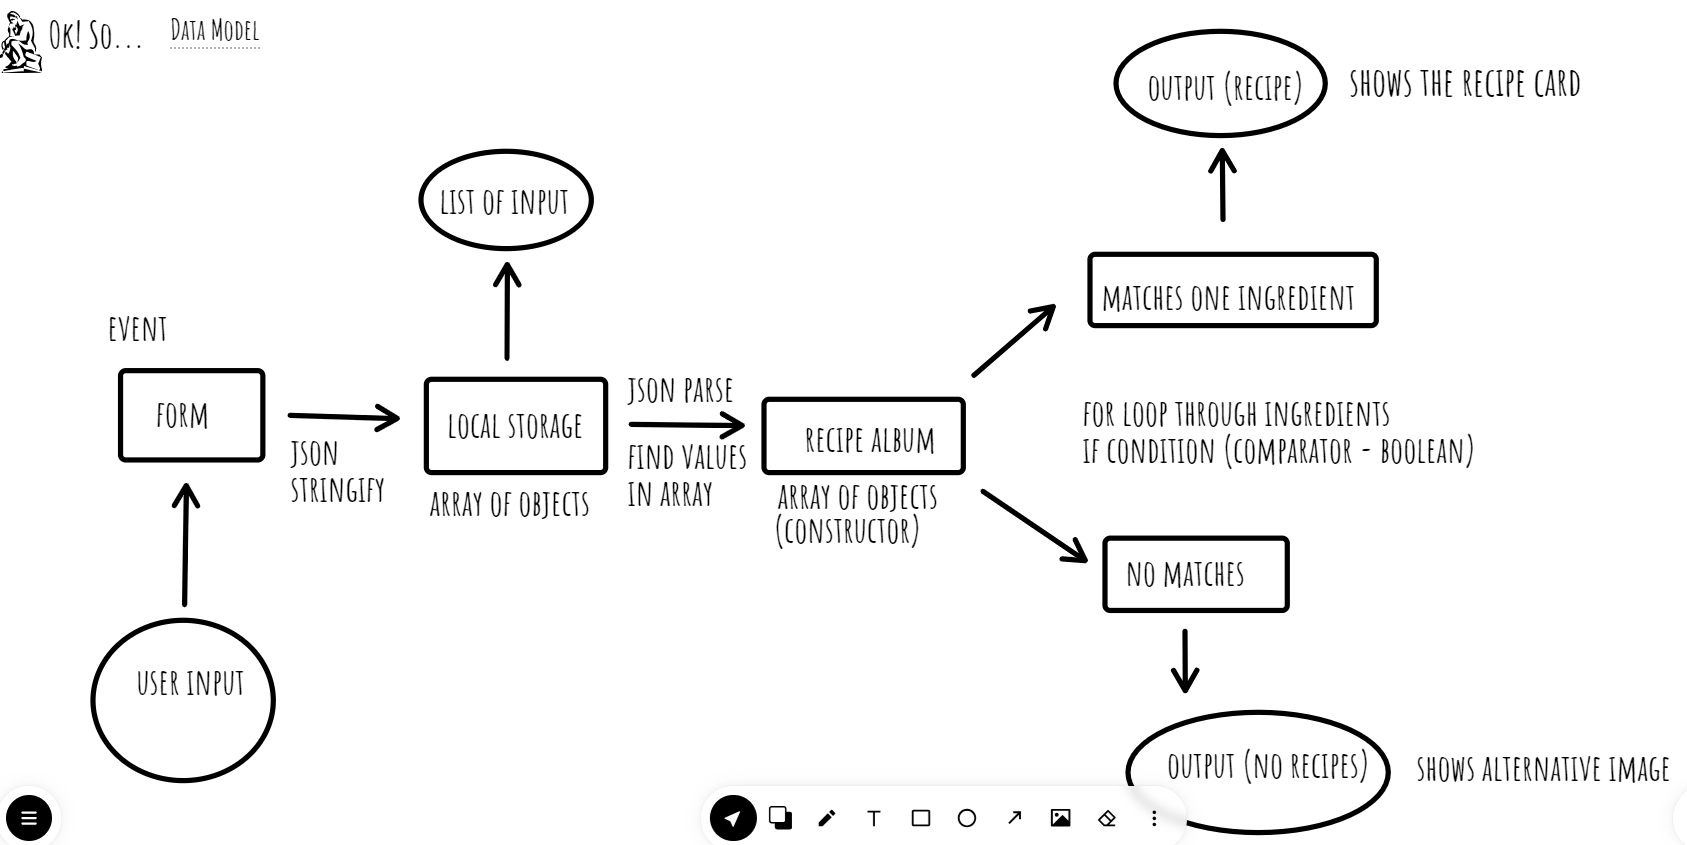 Ok! So...
Data Model
OUTPUT (RECIPE)
SHOWS THE RECIPE CARD
LIST OF INPUT
MATCHES ONE INGREDIENT
EVENT
FORM
JSON
STRINGIFY
LOCAL STORAGE
ARRAY OF OBJECTS
JSON PARSE
FIND VALUES
IN ARRAY
RECIPE ALBUM
ARRAY OF OBJECTS
(CONSTRUCTOR)
FOR LOOP THROUGH INGREDIENTS
IF CONDITION (COMPARATOR - BOOLEAN)
NO MATCHES
USER INPUT
OUTPUT (NO RECIPES)
SHOWS ALTERNATIVE IMAGE
T